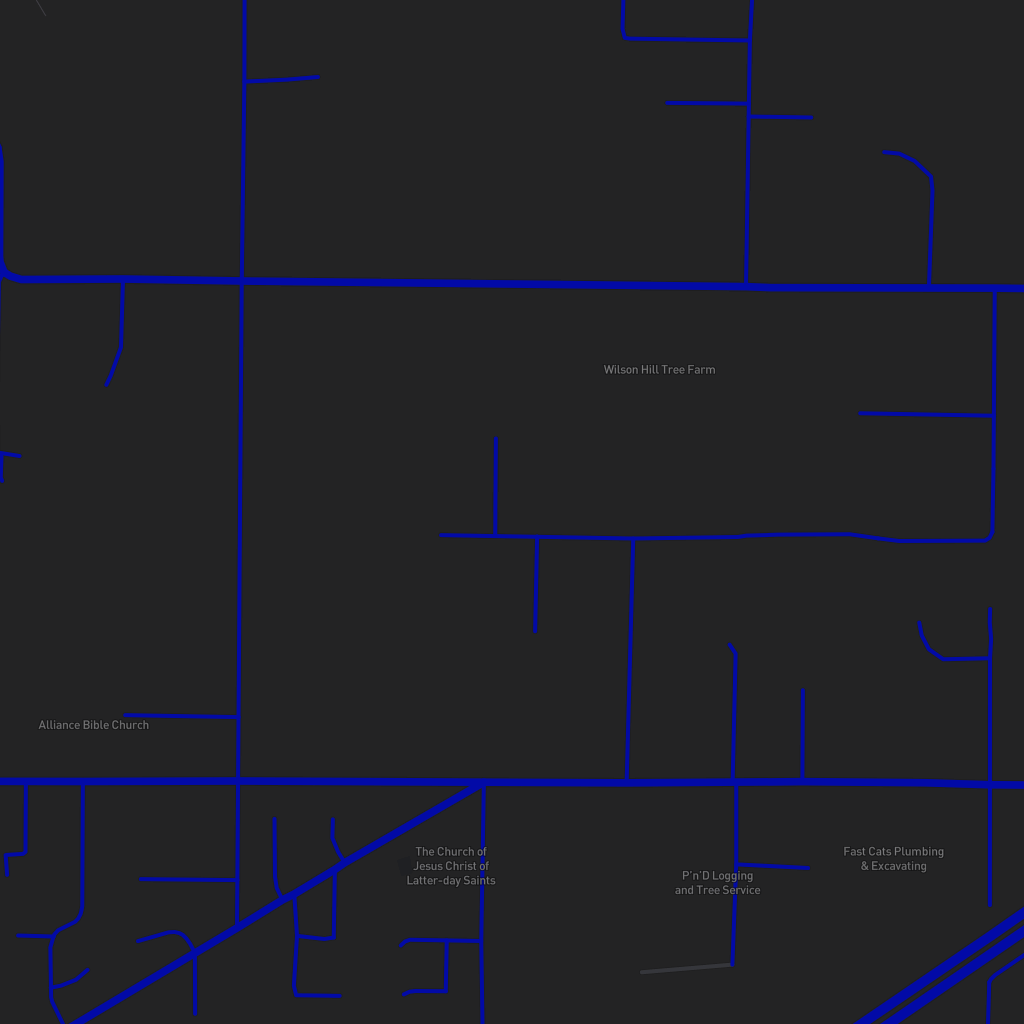 Wilson Hill Tree Farm
Alliance Bible Church
The Church of
Jesus Christ of
Latter-day Saints
P'n'D Logging
and Tree Service
Fast Cats Plumbing
& Excavating